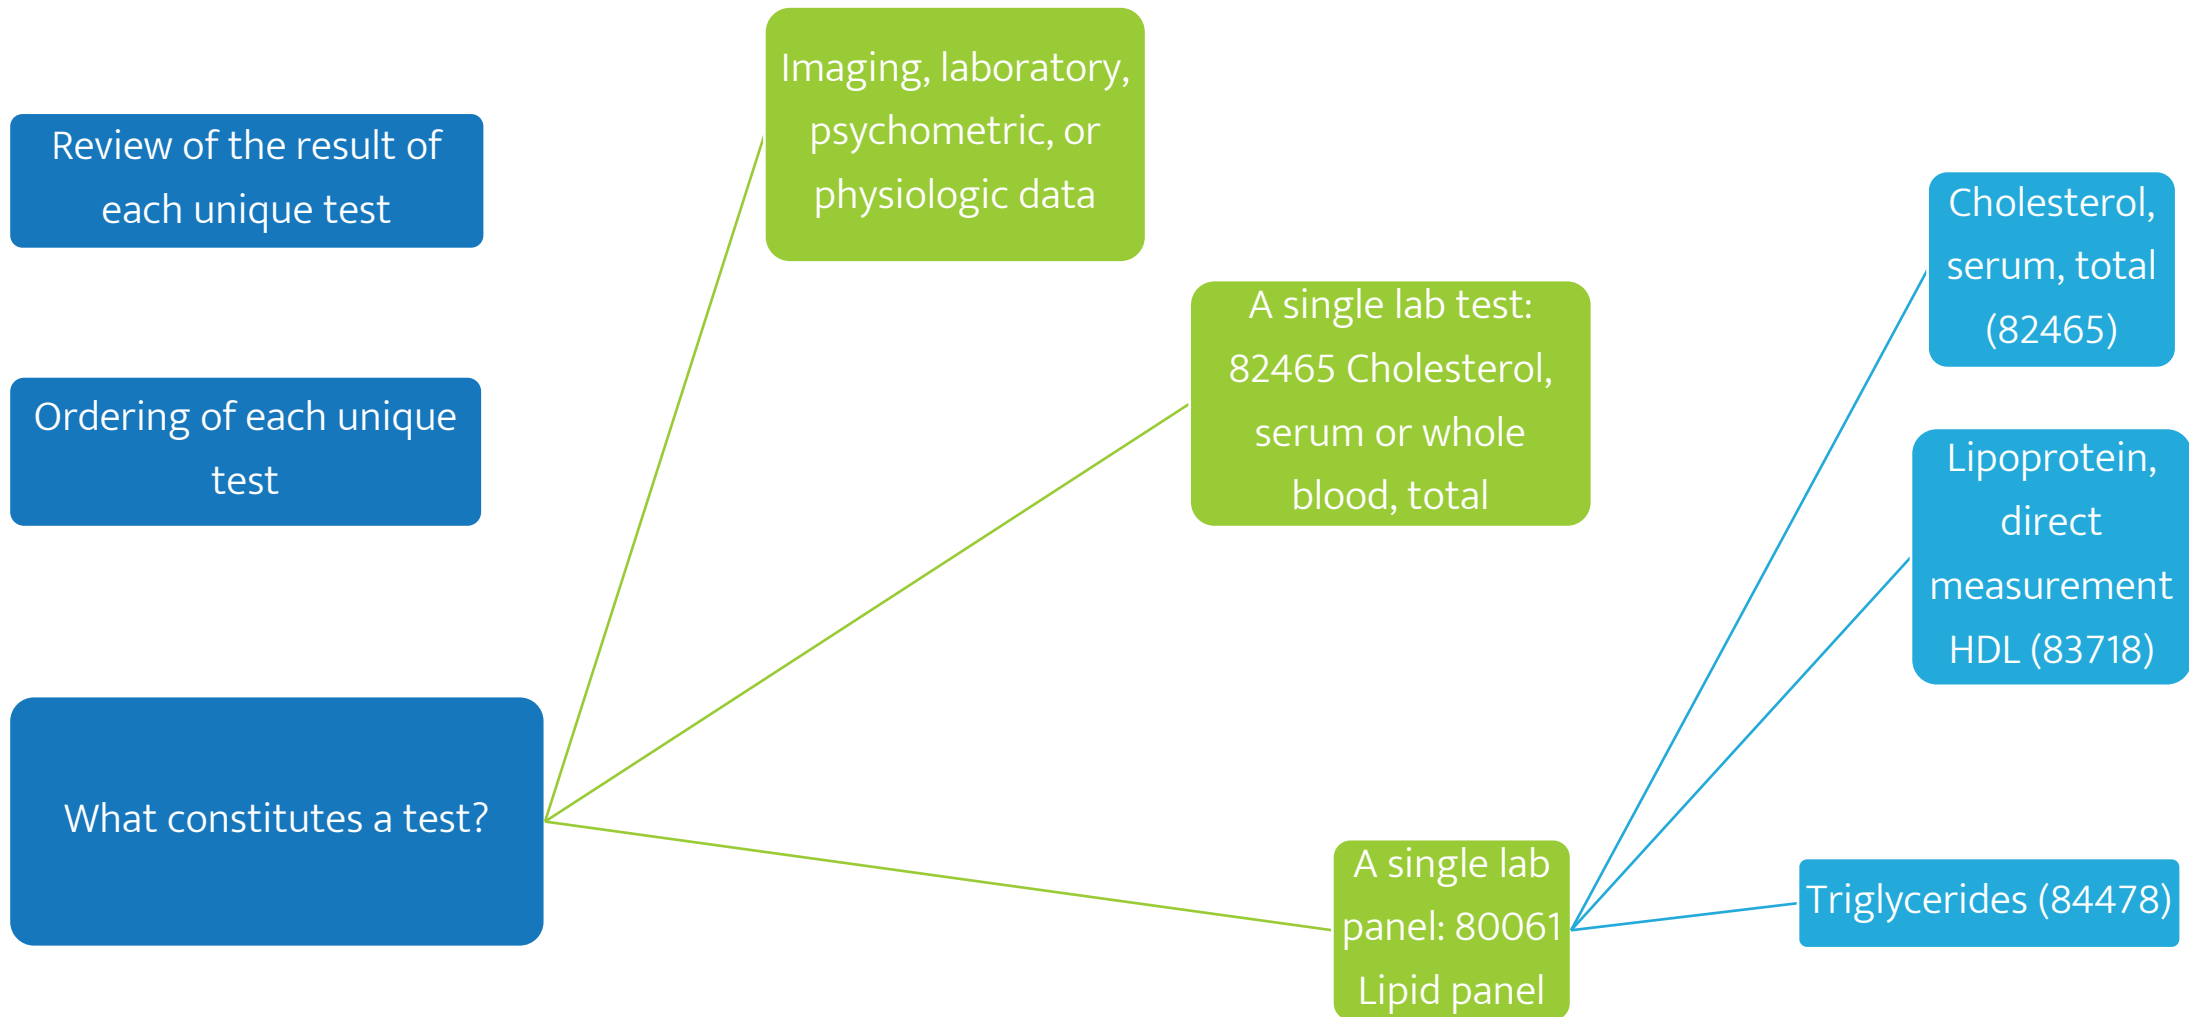 Review of the result of
each unique test
Ordering of each unique
test
What constitutes a test?
Imaging, laboratory,
psychometric, or
physiologic data
A single lab test:
82465 Cholesterol,
serum or whole
blood, total
A single lab
panel: 80061
Lipid panel
Cholesterol,
serum, total
(82465)
Lipoprotein,
direct
measurement
HDL (83718)
Triglycerides (84478)